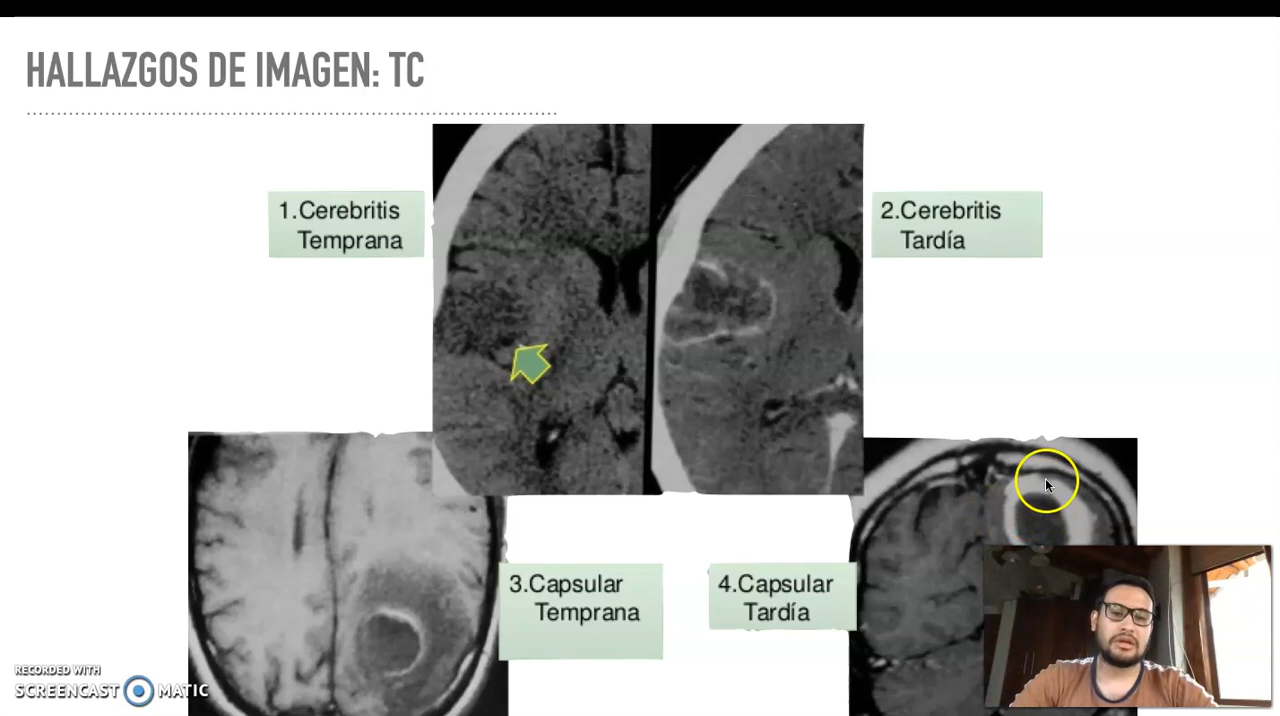 HALLAZGOS DE IMAGEN: TC
1.Cerebritis
Temprana
2.Cerebritis
Tardía
3.Capsular
Temprana
4.Capsular
Tardía
RECORDED WITH
SCREENCAST MATIC